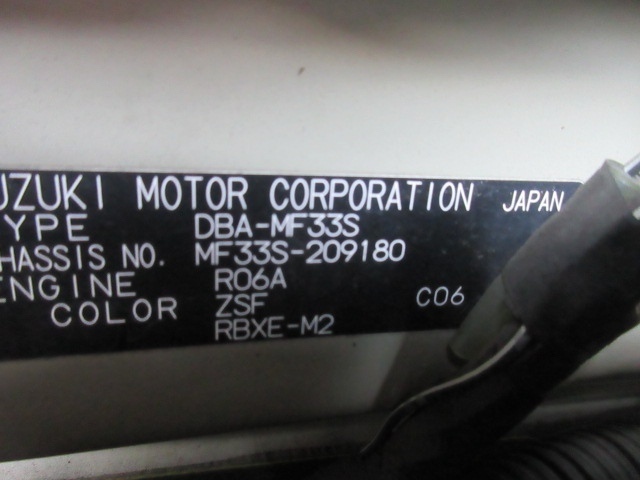 UZUKI MOTOR CORPORATION JAPAN
YPE DBA-MF33S
HASSIS NO. MF33S-209180
ENGINE R06A
COLOR ZSF C06
RBXE-M2